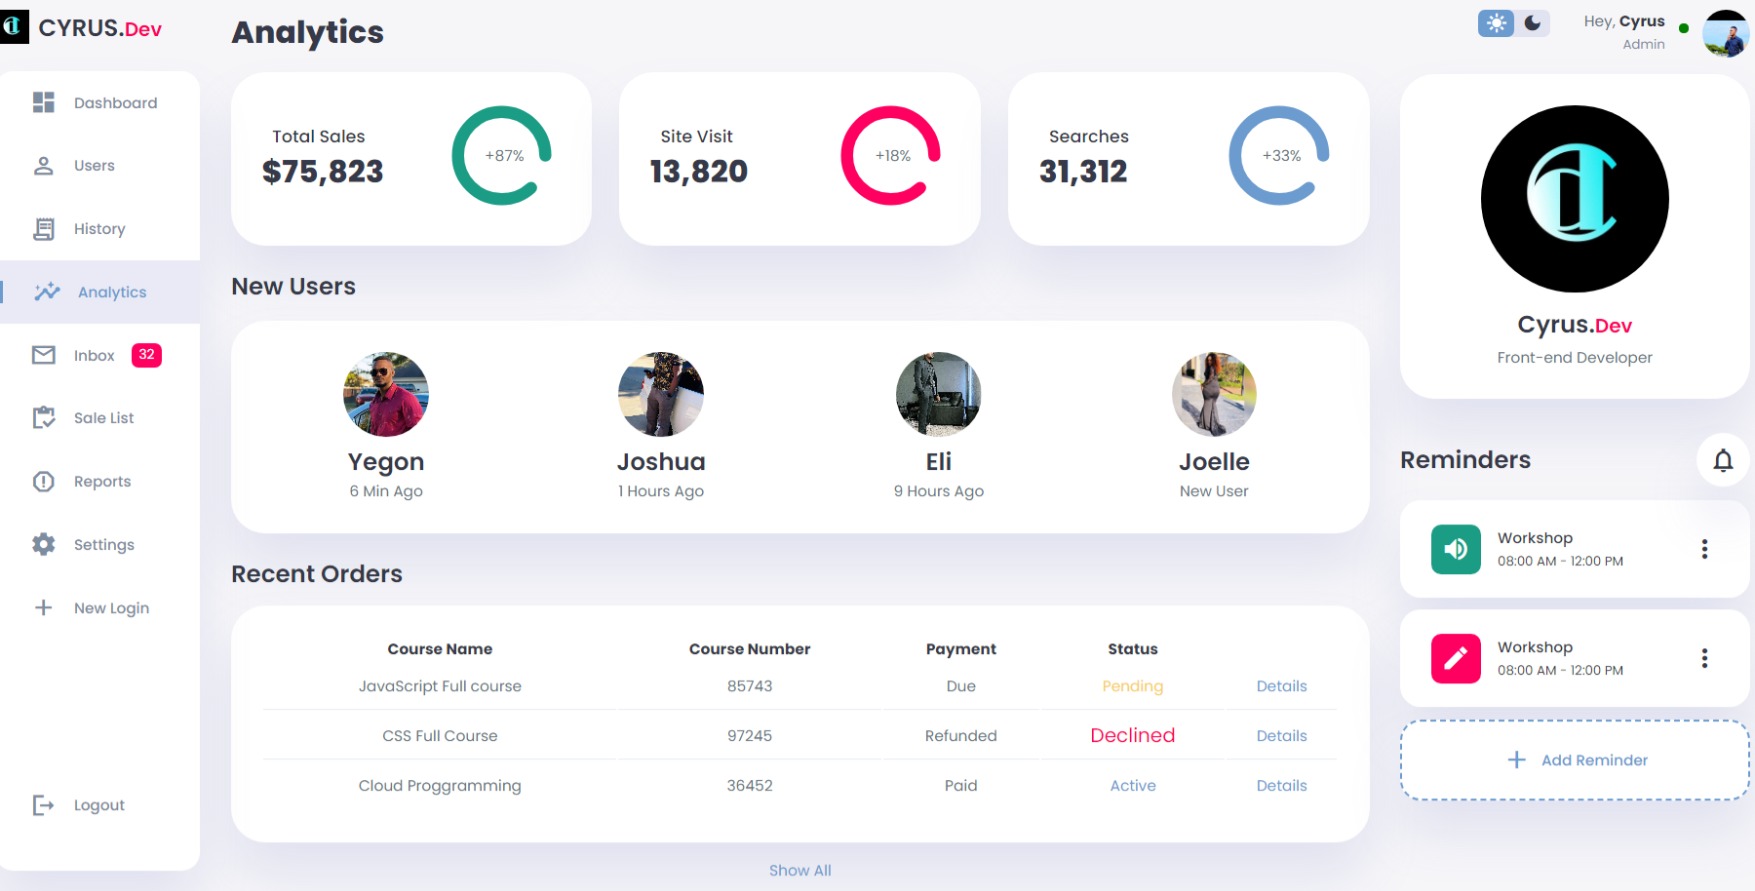 CYRUS.Dev
Dashboard
Users
History
Analytics
Inbox 32
Sale List
Reports
Settings
New Login
Logout
Analytics
Total Sales
$75,823
+87%
Site Visit
13,820
+18%
Searches
31,312
+33%
New Users
Yegon
6 Min Ago
Joshua
1 Hours Ago
Eli
9 Hours Ago
Joelle
New User
Recent Orders
Course Name Course Number Payment Status
JavaScript Full course 85743 Due Pending Details
CSS Full Course 97245 Refunded Declined Details
Cloud Proggramming 36452 Paid Active Details
Show All
Hey, Cyrus
Admin
Cyrus.Dev
Front-end Developer
Reminders
Workshop
08:00 AM - 12:00 PM
Workshop
08:00 AM - 12:00 PM
Add Reminder